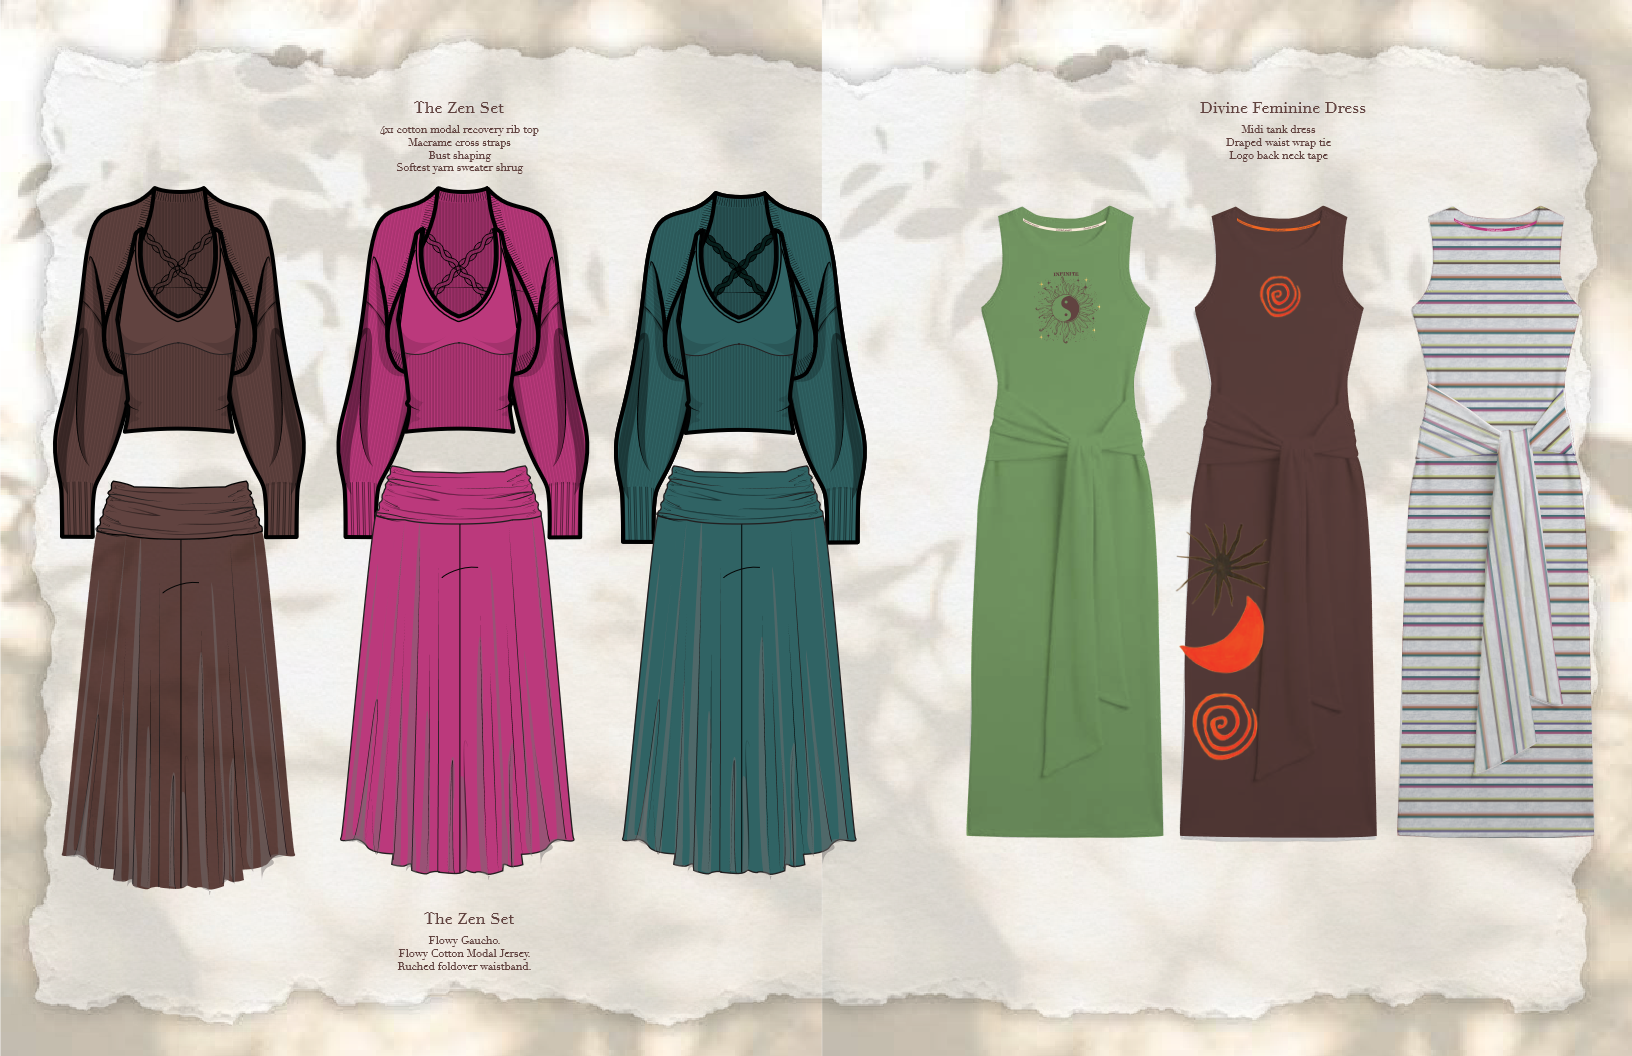 The Zen Set
4x1 cotton modal recovery rib top
Macrame cross straps
Bust shaping
Softest yarn sweater shrug
Divine Feminine Dress
Midi tank dress
Draped waist wrap tie
Logo back neck tape
INFINITE
The Zen Set
Flowy Gaucho.
Flowy Cotton Modal Jersey.
Ruched foldover waistband.